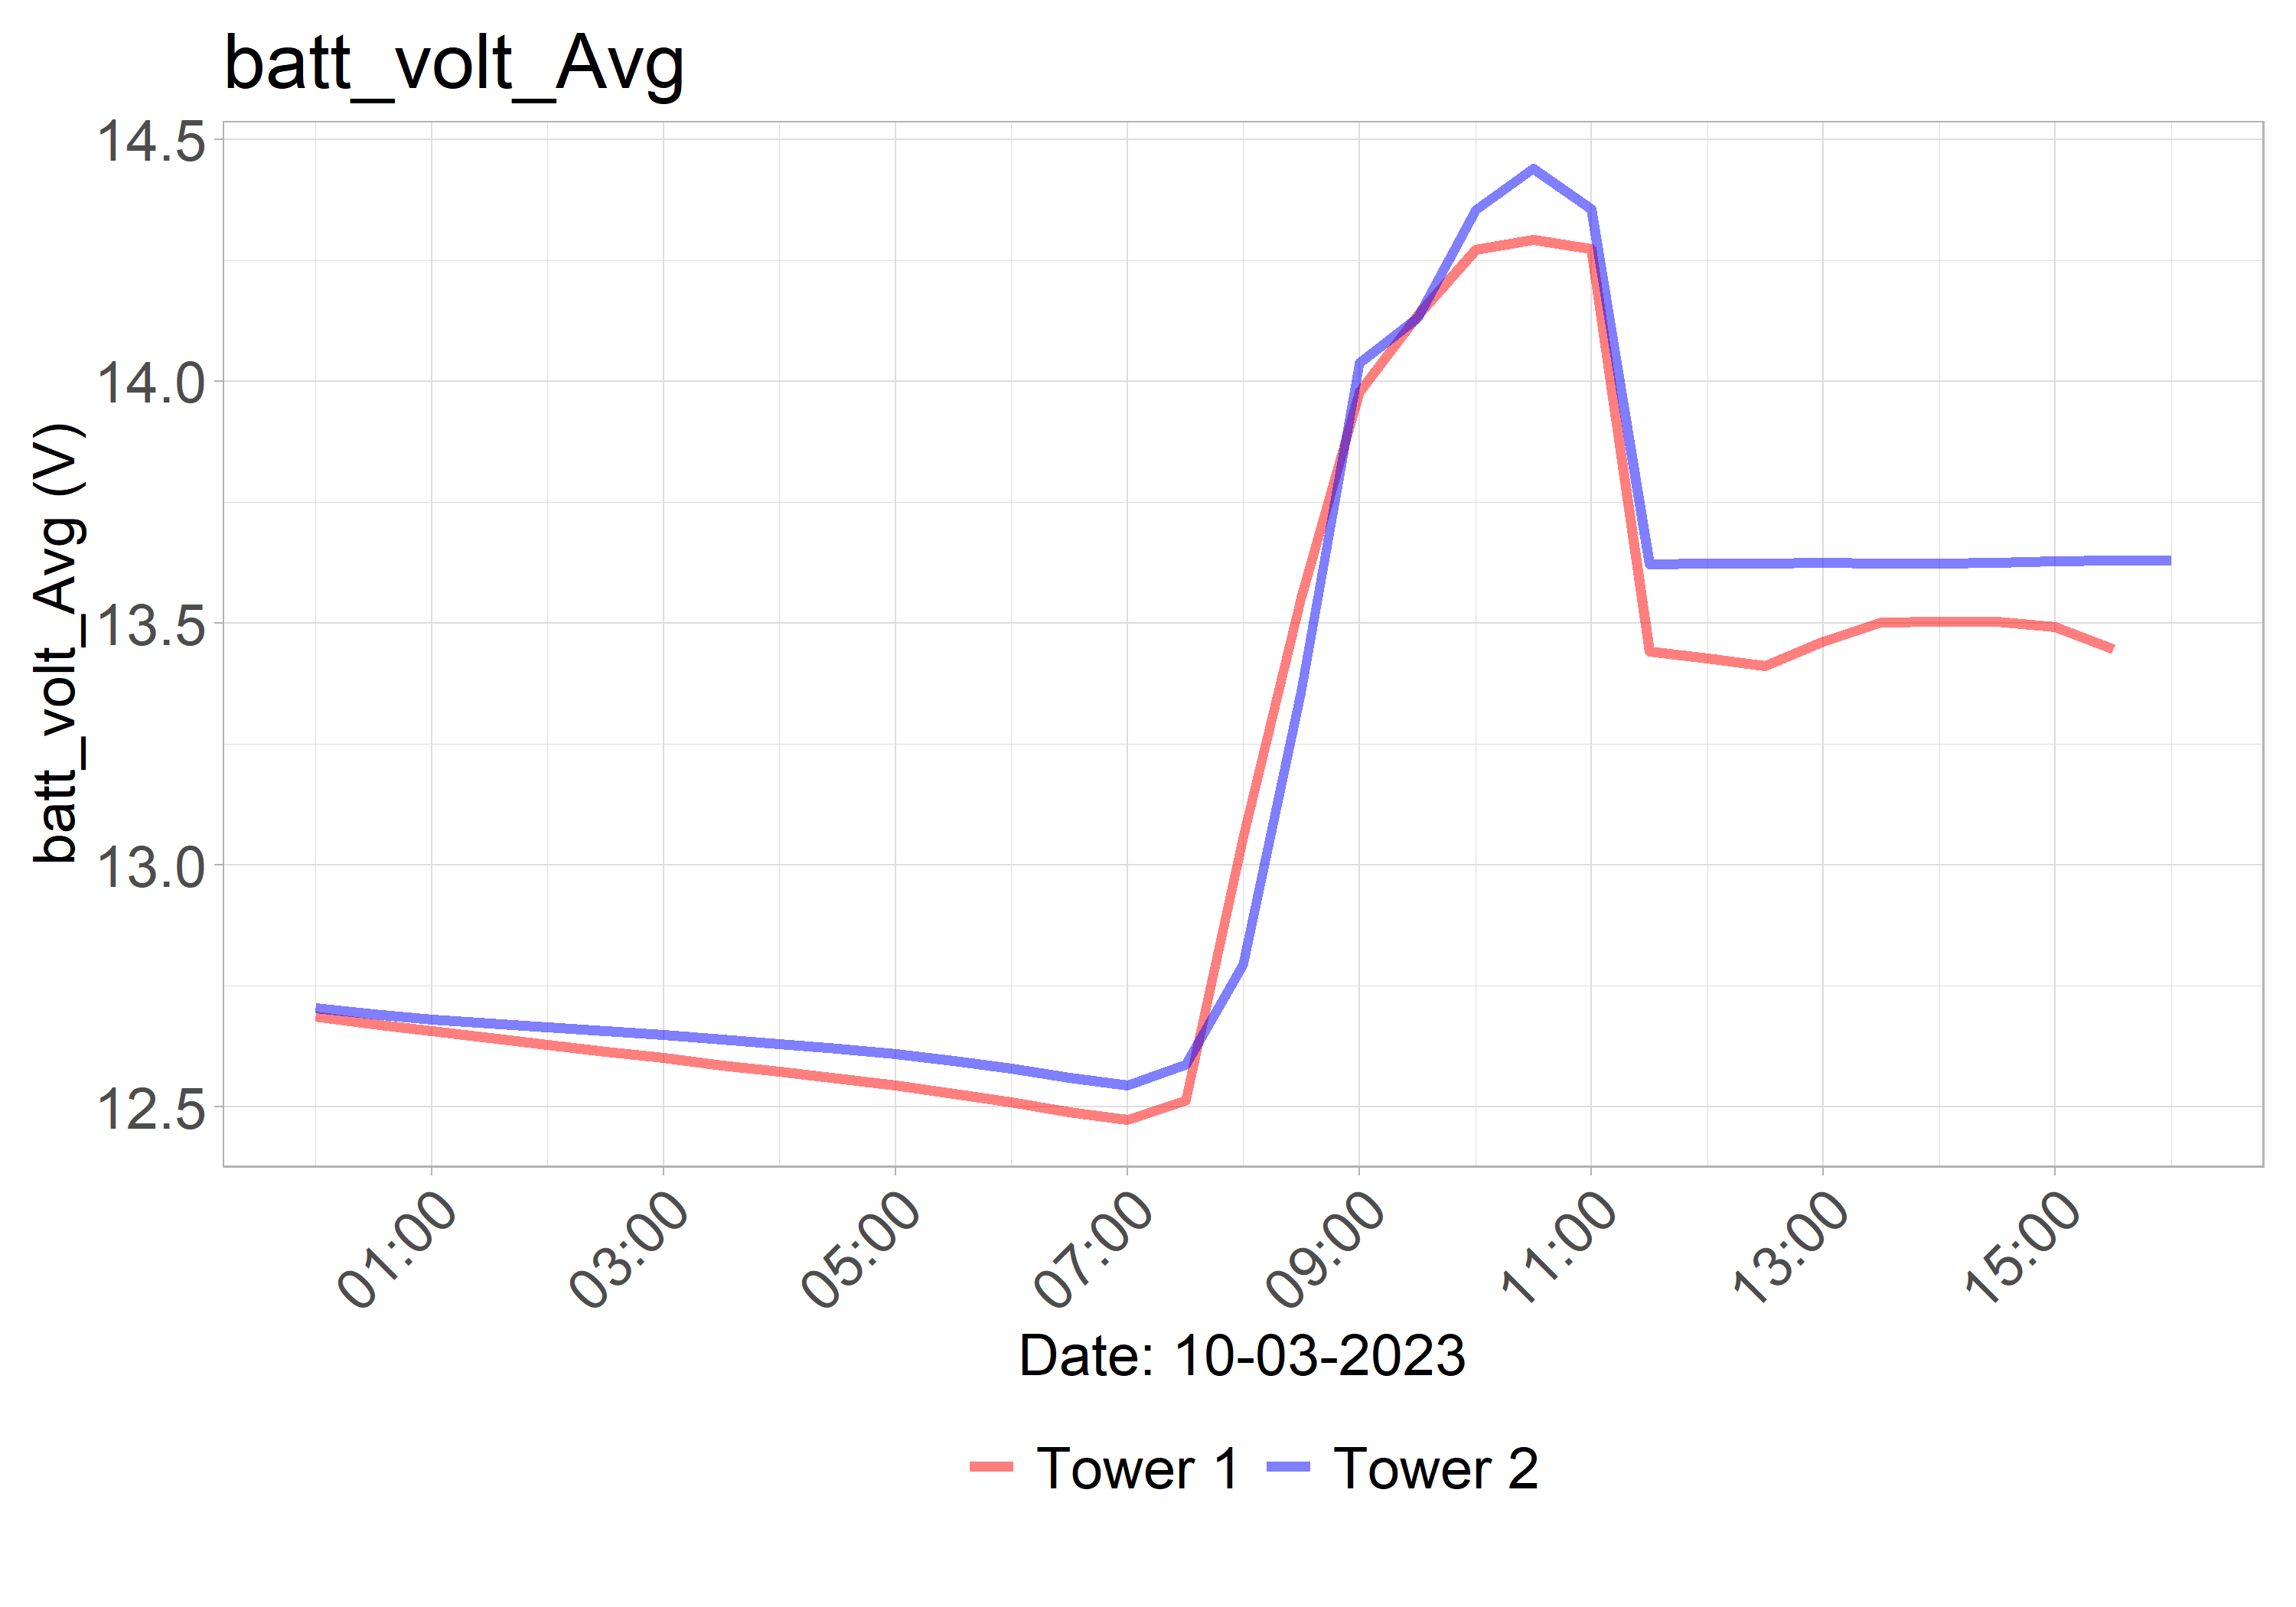 batt_volt_Avg
batt_volt_Avg (V)
14.5
14.0
13.5
13.0
12.5
01:00
03:00
05:00
07:00
09:00
11:00
13:00
15:00
Date: 10-03-2023
Tower 1
Tower 2